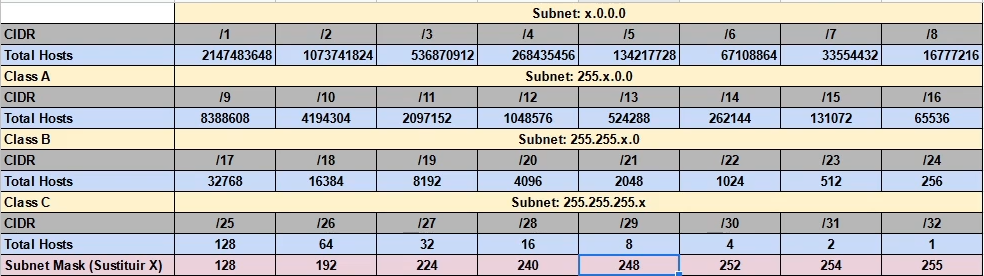 Subnet: x.0.0.0
CIDR /1 /2 /3 /4 /5 /6 /7 /8
Total Hosts 2147483648 1073741824 536870912 268435456 134217728 67108864 33554432 16777216
Class A Subnet: 255.x.0.0
CIDR /9 /10 /11 /12 /13 /14 /15 /16
Total Hosts 8388608 4194304 2097152 1048576 524288 262144 131072 65536
Class B Subnet: 255.255.x.0
CIDR /17 /18 /19 /20 /21 /22 /23 /24
Total Hosts 32768 16384 8192 4096 2048 1024 512 256
Class C Subnet: 255.255.255.x
CIDR /25 /26 /27 /28 /29 /30 /31 /32
Total Hosts 128 64 32 16 8 4 2 1
Subnet Mask (Sustituir X) 128 192 224 240 248 252 254 255